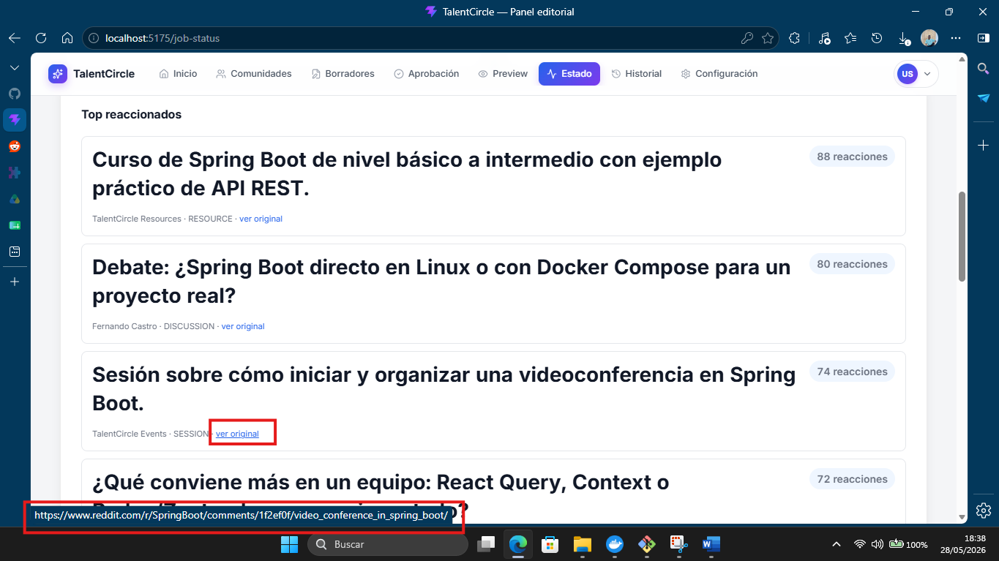 TalentCircle — Panel editorial
localhost:5175/job-status
TalentCircle
Inicio
Comunidades
Borradores
Aprobación
Preview
Estado
Historial
Configuración
US
Top reaccionados
Curso de Spring Boot de nivel básico a intermedio con ejemplo
práctico de API REST.
88 reacciones
TalentCircle Resources · RESOURCE · ver original
Debate: ¿Spring Boot directo en Linux o con Docker Compose para un
proyecto real?
80 reacciones
Fernando Castro · DISCUSSION · ver original
Sesión sobre cómo iniciar y organizar una videoconferencia en Spring
Boot.
74 reacciones
TalentCircle Events · SESSION · ver original
¿Qué conviene más en un equipo: React Query, Context o
72 reacciones
https://www.reddit.com/r/SpringBoot/comments/1f2ef0f/video_conference_in_spring_boot/
Buscar
100%
18:38
28/05/2026